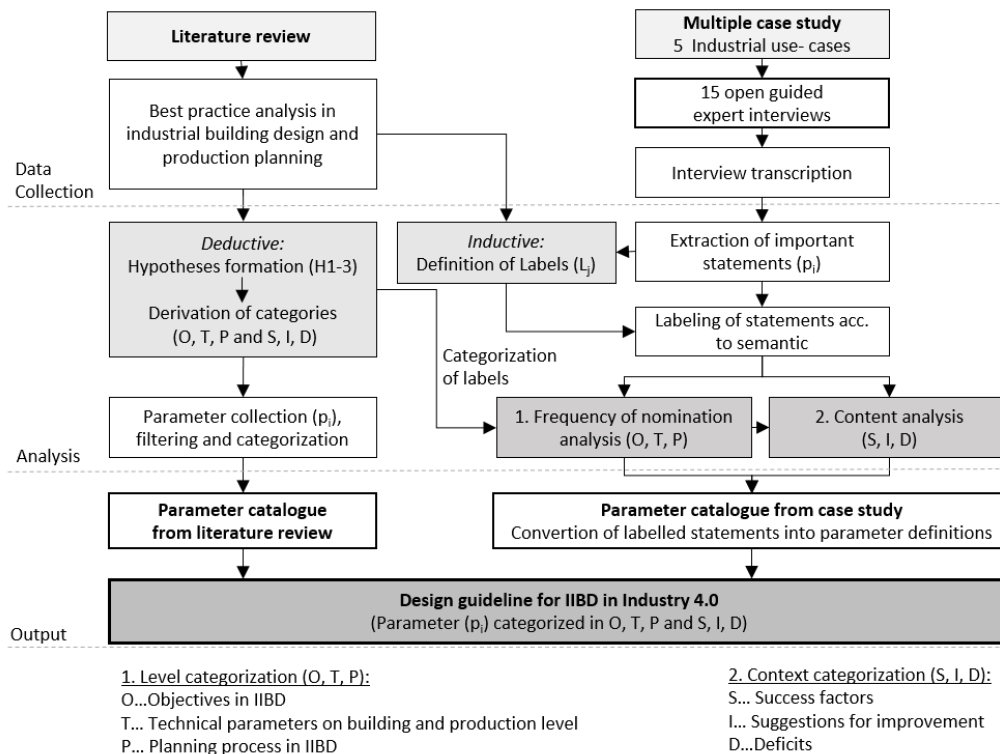 Literature review
Multiple case study
5 Industrial use- cases
Best practice analysis in
industrial building design and
production planning
15 open guided
expert interviews
Interview transcription
Data
Collection
Deductive:
Hypotheses formation (H1-3)
Derivation of categories
(O, T, P and S, I, D)
Inductive:
Definition of Labels (Lj)
Extraction of important
statements (pi)
Labeling of statements acc.
to semantic
Categorization
of labels
Parameter collection (pi),
filtering and categorization
1. Frequency of nomination
analysis (O, T, P)
2. Content analysis
(S, I, D)
Analysis
Parameter catalogue
from literature review
Parameter catalogue from case study
Convertion of labelled statements into parameter definitions
Design guideline for IIBD in Industry 4.0
(Parameter (pi) categorized in O, T, P and S, I, D)
Output
1. Level categorization (O, T, P):
O...Objectives in IIBD
T... Technical parameters on building and production level
P... Planning process in IIBD
2. Context categorization (S, I, D):
S... Success factors
I... Suggestions for improvement
D...Deficits